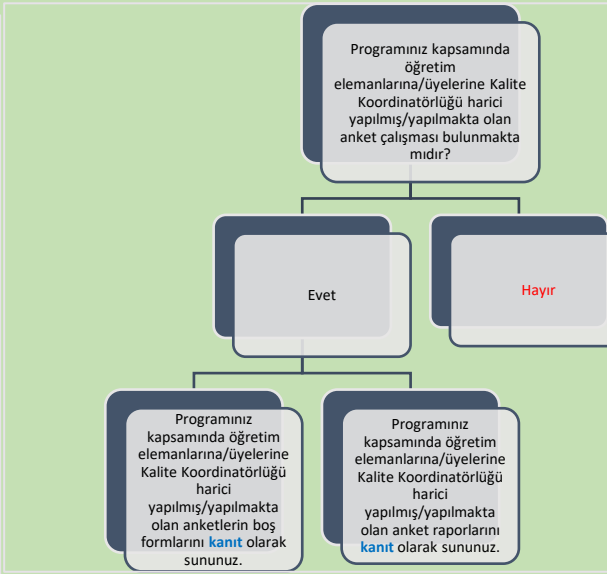 Programınız kapsamında
öğretim
elemanlarına/üyelerine Kalite
Koordinatörlüğü harici
yapılmış/yapılmakta olan
anket çalışması bulunmakta
mıdır?
Evet
Hayır
Programınız
kapsamında öğretim
elemanlarına/üyelerine
Kalite Koordinatörlüğü
harici
yapılmış/yapılmakta
olan anketlerin boş
formlarını kanıt olarak
sununuz.
Programınız
kapsamında öğretim
elemanlarına/üyelerine
Kalite Koordinatörlüğü
harici
yapılmış/yapılmakta
olan anket raporlarını
kanıt olarak sununuz.